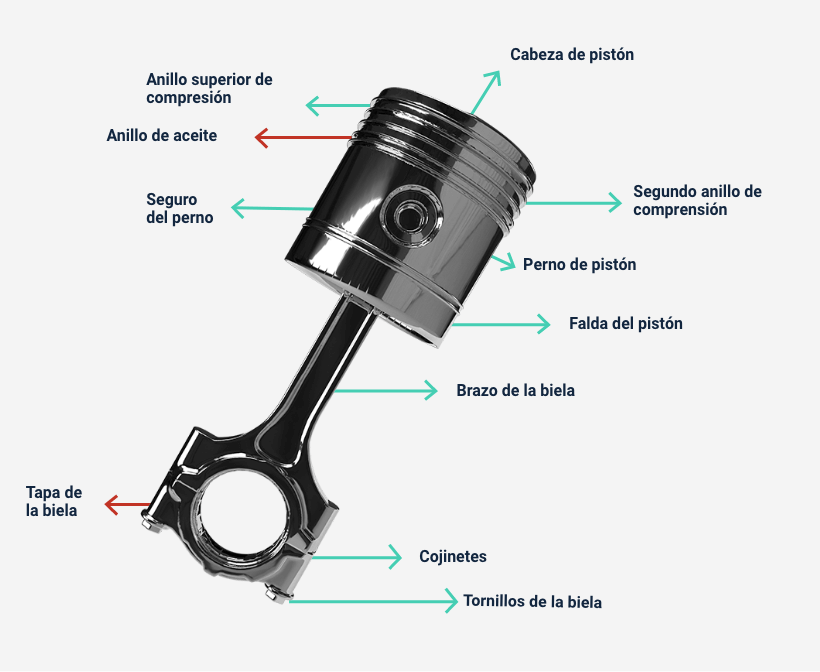 Cabeza de pistón
Anillo superior de
compresión
Anillo de aceite
Segundo anillo de
comprensión
Seguro
del perno
Perno de pistón
Falda del pistón
Brazo de la biela
Tapa de
la biela
Cojinetes
Tornillos de la biela